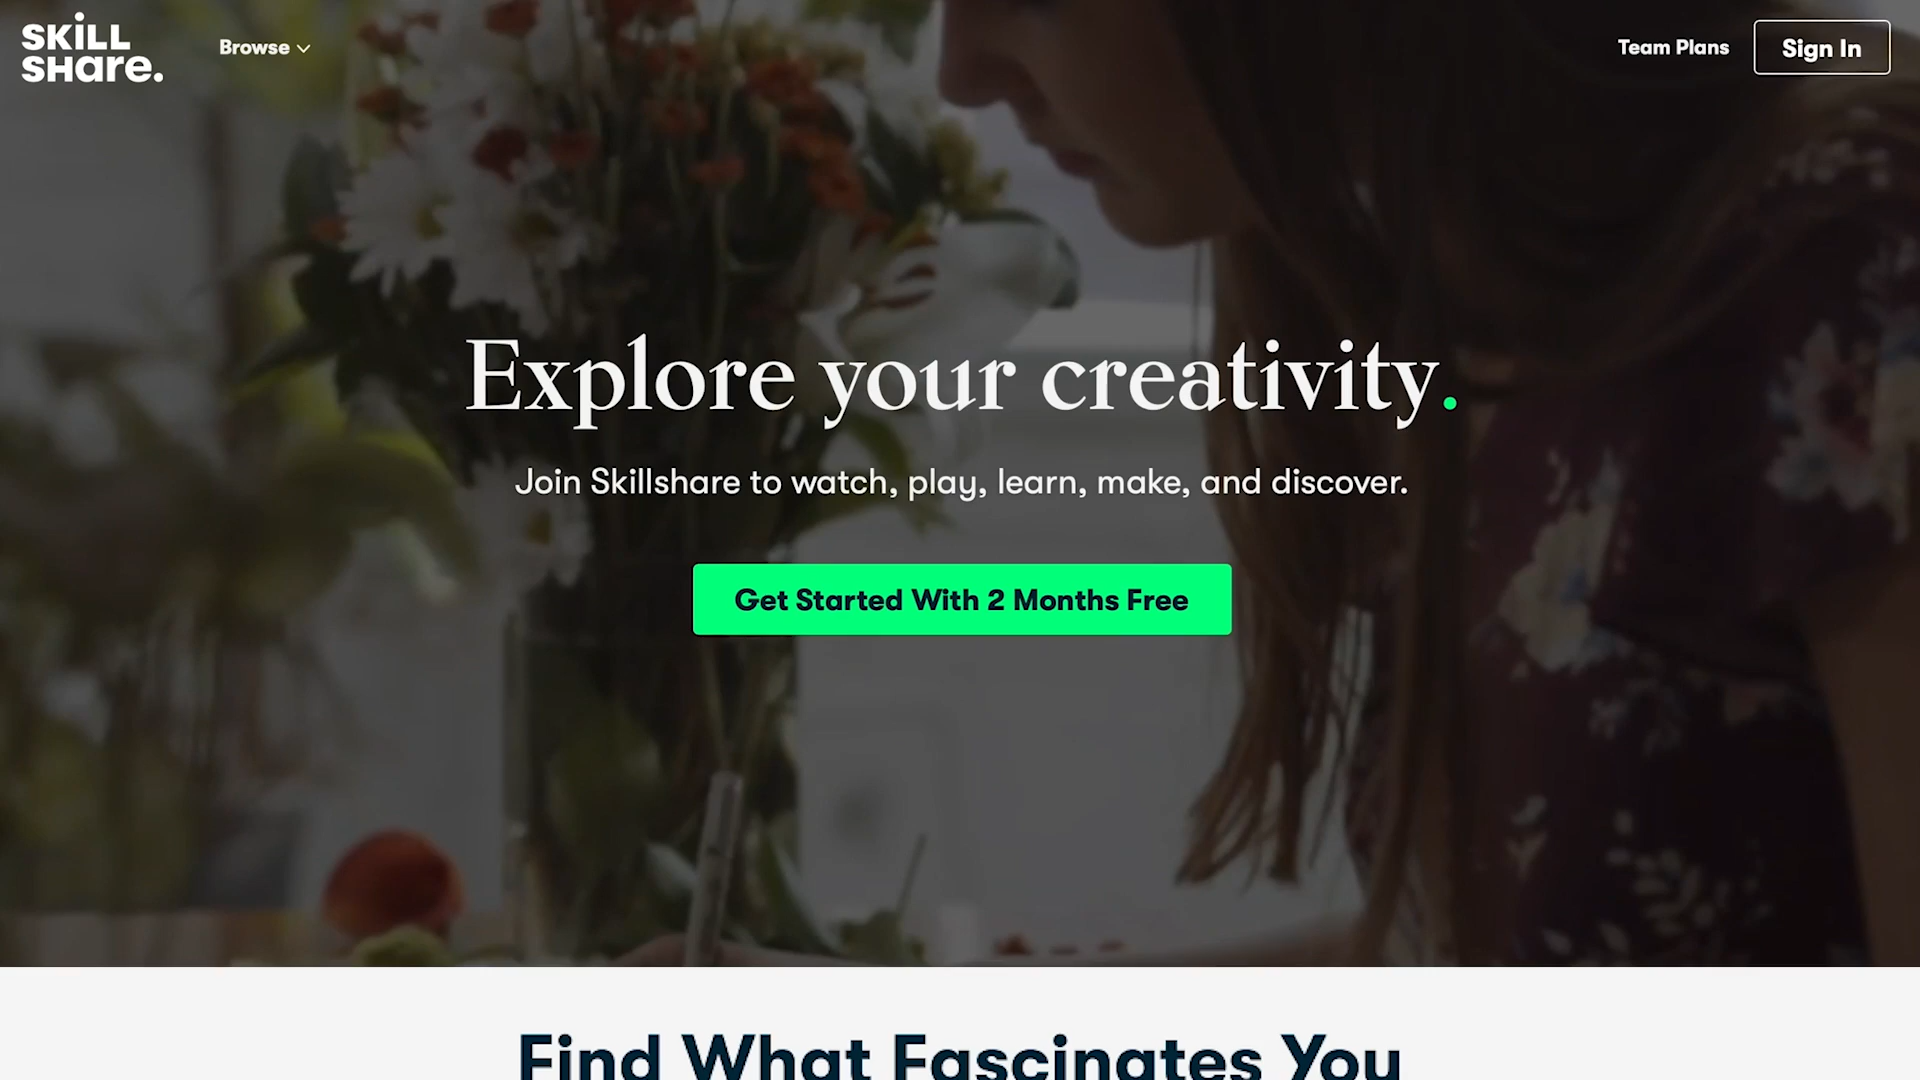 SKiLL
SHare.
Browse
Team Plans
Sign In
Explore your creativity.
Join Skillshare to watch, play, learn, make, and discover.
Get Started With 2 Months Free
Find What Fascinates You